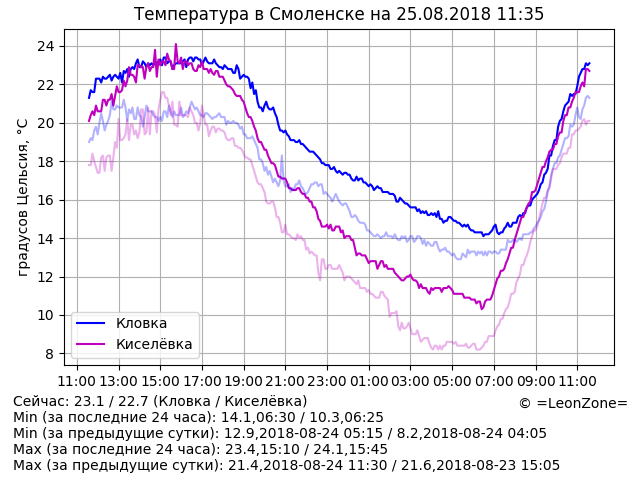 Температура в Смоленске на 25.08.2018 11:35
градусов Цельсия, °C
24
22
20
18
16
14
12
10
8
Кловка
Киселёвка
11:00 13:00 15:00 17:00 19:00 21:00 23:00 01:00 03:00 05:00 07:00 09:00 11:00
Сейчас: 23.1 / 22.7 (Кловка / Киселёвка)
© =LeonZone=
Min (за последние 24 часа): 14.1,06:30 / 10.3,06:25
Min (за предыдущие сутки): 12.9,2018-08-24 05:15 / 8.2,2018-08-24 04:05
Max (за последние 24 часа): 23.4,15:10 / 24.1,15:45
Max (за предыдущие сутки): 21.4,2018-08-24 11:30 / 21.6,2018-08-23 15:05